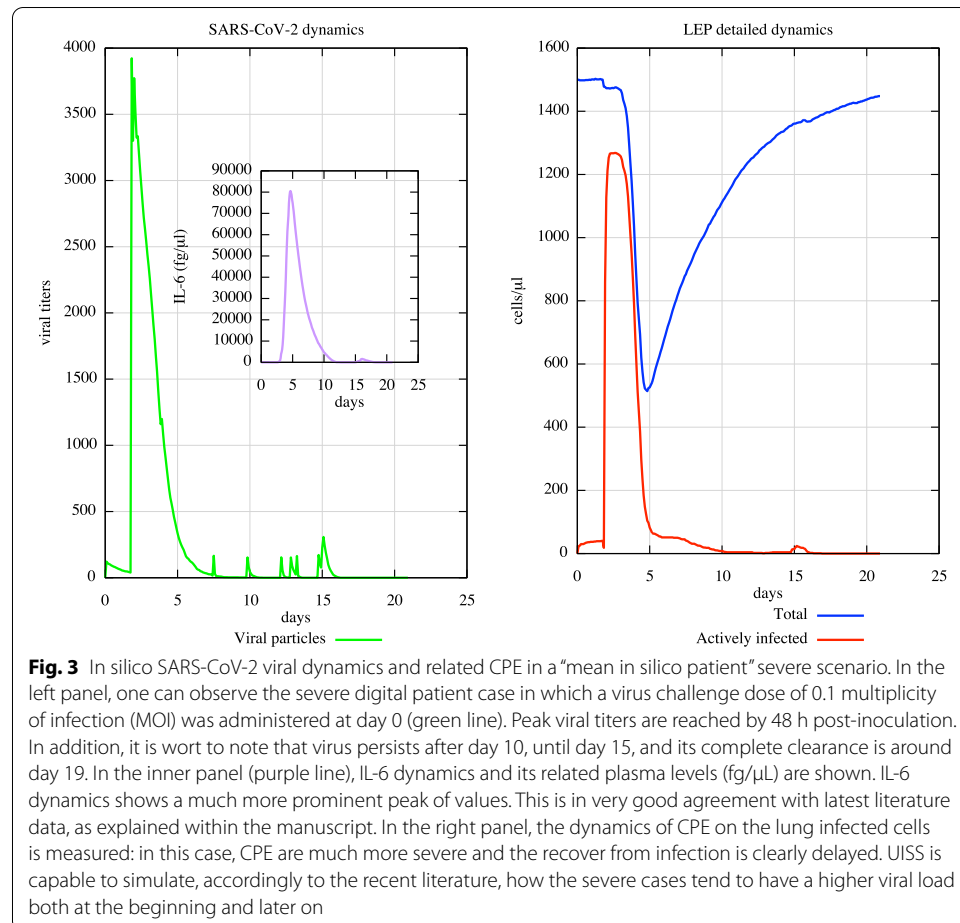 SARS-CoV-2 dynamics
4000
3500
3000
2500
2000
1500
1000
500
0
viral titers
0 5 10 15 20 25
days
Viral particles
90000
80000
70000
60000
50000
40000
30000
20000
10000
0
IL-6 (fg/μl)
0 5 10 15 20 25
days
LEP detailed dynamics
1600
1400
1200
1000
800
600
400
200
0
cells/μl
0 5 10 15 20 25
days
Total
Actively infected
Fig. 3 In silico SARS-CoV-2 viral dynamics and related CPE in a “mean in silico patient” severe scenario. In the
left panel, one can observe the severe digital patient case in which a virus challenge dose of 0.1 multiplicity
of infection (MOI) was administered at day 0 (green line). Peak viral titers are reached by 48 h post-inoculation.
In addition, it is wort to note that virus persists after day 10, until day 15, and its complete clearance is around
day 19. In the inner panel (purple line), IL-6 dynamics and its related plasma levels (fg/μL) are shown. IL-6
dynamics shows a much more prominent peak of values. This is in very good agreement with latest literature
data, as explained within the manuscript. In the right panel, the dynamics of CPE on the lung infected cells
is measured: in this case, CPE are much more severe and the recover from infection is clearly delayed. UISS is
capable to simulate, accordingly to the recent literature, how the severe cases tend to have a higher viral load
both at the beginning and later on